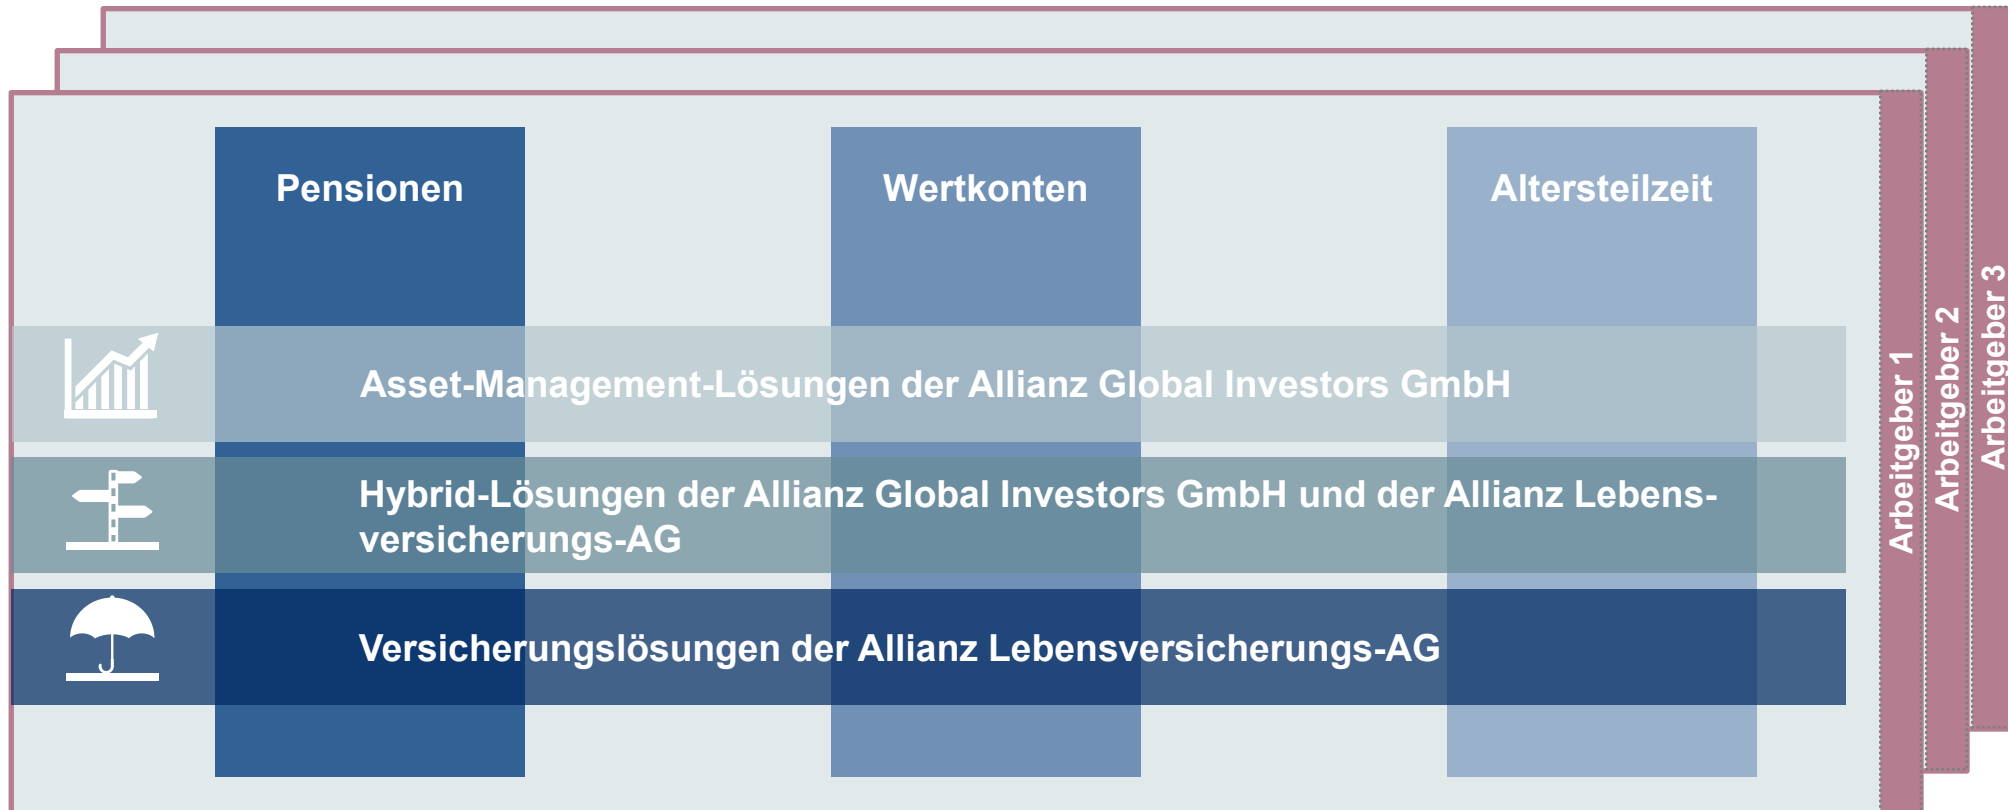 Pensionen
Wertkonten
Altersteilzeit
Asset-Management-Lösungen der Allianz Global Investors GmbH
Hybrid-Lösungen der Allianz Global Investors GmbH und der Allianz Lebens-
versicherungs-AG
Versicherungslösungen der Allianz Lebensversicherungs-AG
Arbeitgeber 1
Arbeitgeber 2
Arbeitgeber 3